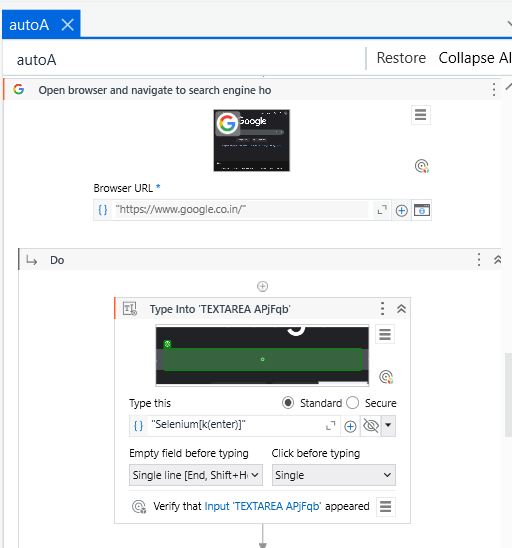 autoA
autoA
Restore
Collapse Al
Open browser and navigate to search engine ho
Google
Browser URL *
"https://www.google.co.in/"
Do
Type Into 'TEXTAREA APjFqb'
Type this
Standard
Secure
"Selenium[k(enter)]"
Empty field before typing
Click before typing
Single line [End, Shift+H
Single
Verify that Input 'TEXTAREA APjFqb' appeared